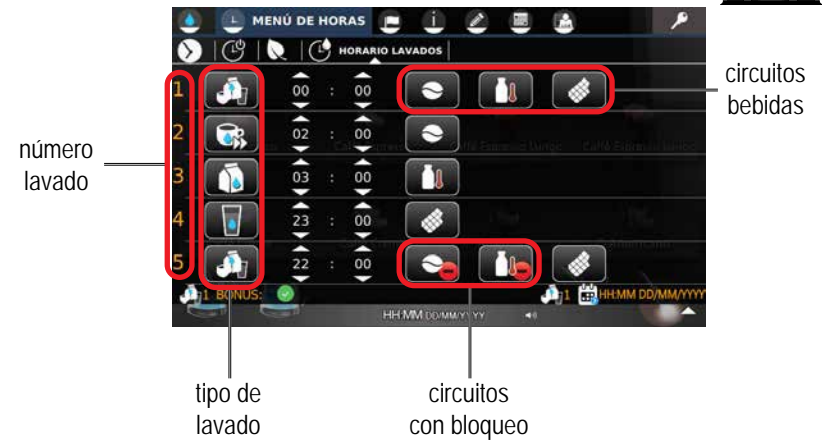 MENÚ DE HORAS
HORARIO LAVADOS
1 00 : 00
2 02 : 00
3 03 : 00
4 23 : 00
5 22 : 00
1 BONUS:
1 HH:MM DD/MM/YYYY
HH:MM DD/MM/YYYY
circuitos
bebidas
número
lavado
tipo de
lavado
circuitos
con bloqueo